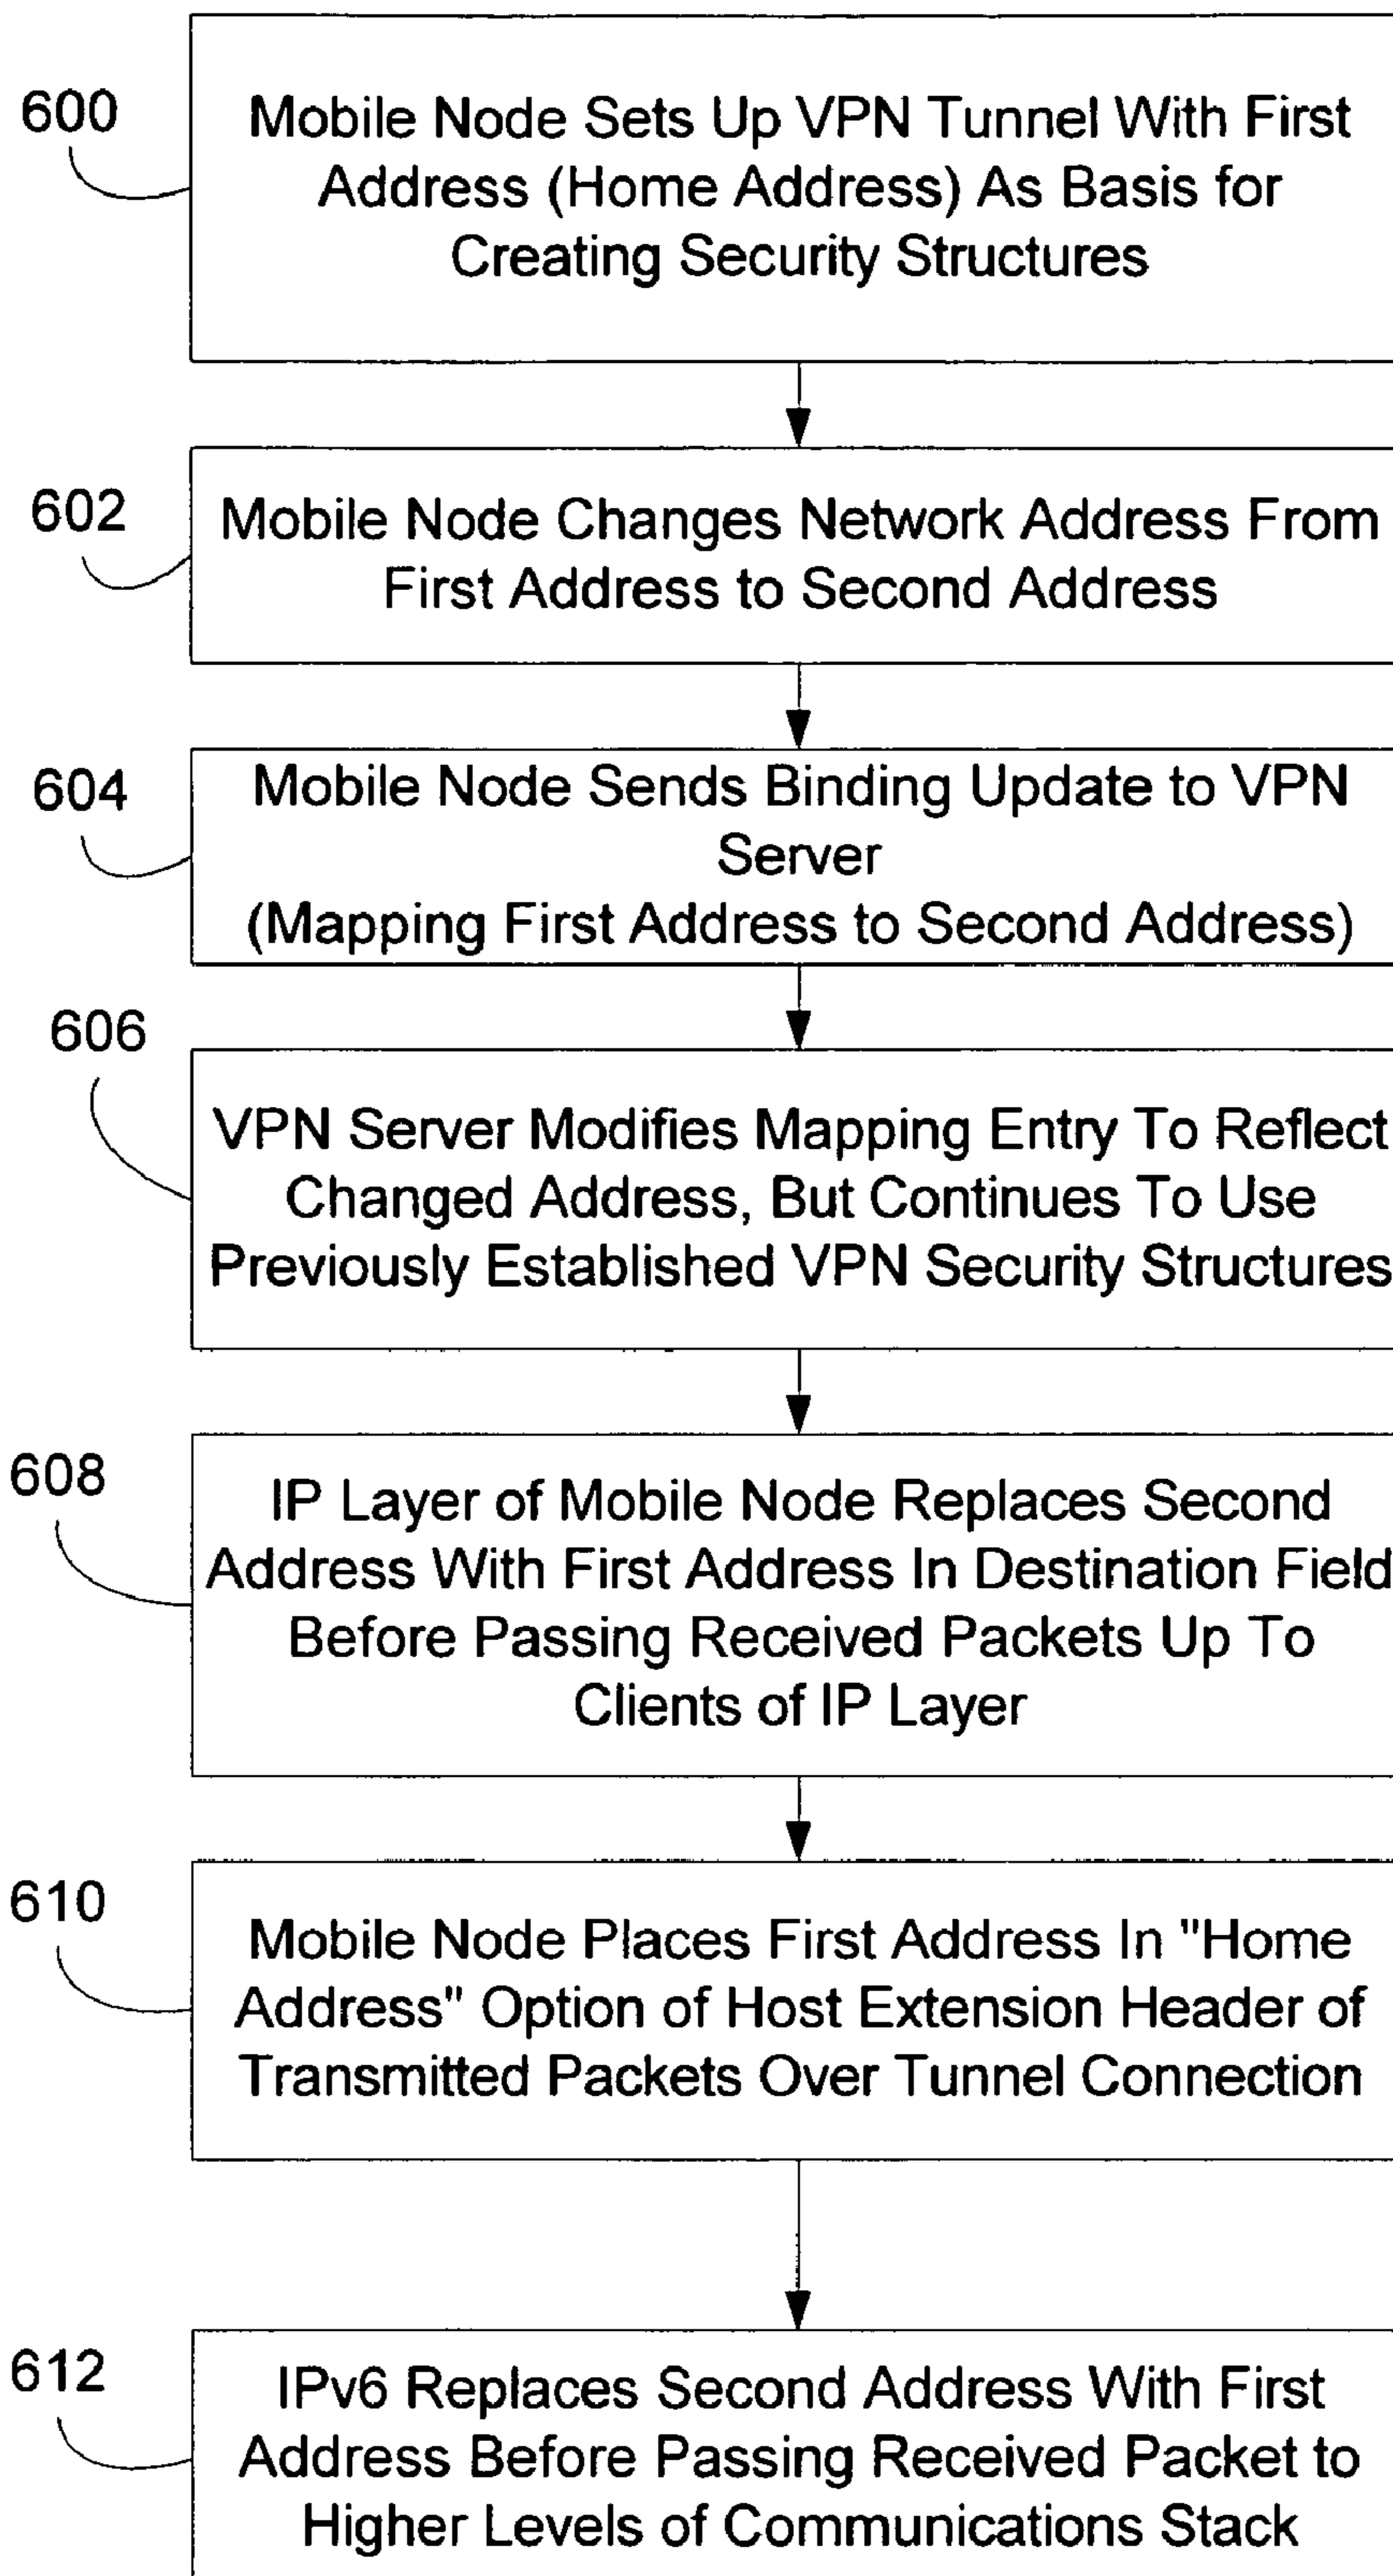 600
Mobile Node Sets Up VPN Tunnel With First
Address (Home Address) As Basis for
Creating Security Structures
602
Mobile Node Changes Network Address From
First Address to Second Address
604
Mobile Node Sends Binding Update to VPN
Server
(Mapping First Address to Second Address)
606
VPN Server Modifies Mapping Entry To Reflect
Changed Address, But Continues To Use
Previously Established VPN Security Structures
608
IP Layer of Mobile Node Replaces Second
Address With First Address In Destination Field
Before Passing Received Packets Up To
Clients of IP Layer
610
Mobile Node Places First Address In "Home
Address" Option of Host Extension Header of
Transmitted Packets Over Tunnel Connection
612
IPv6 Replaces Second Address With First
Address Before Passing Received Packet to
Higher Levels of Communications Stack